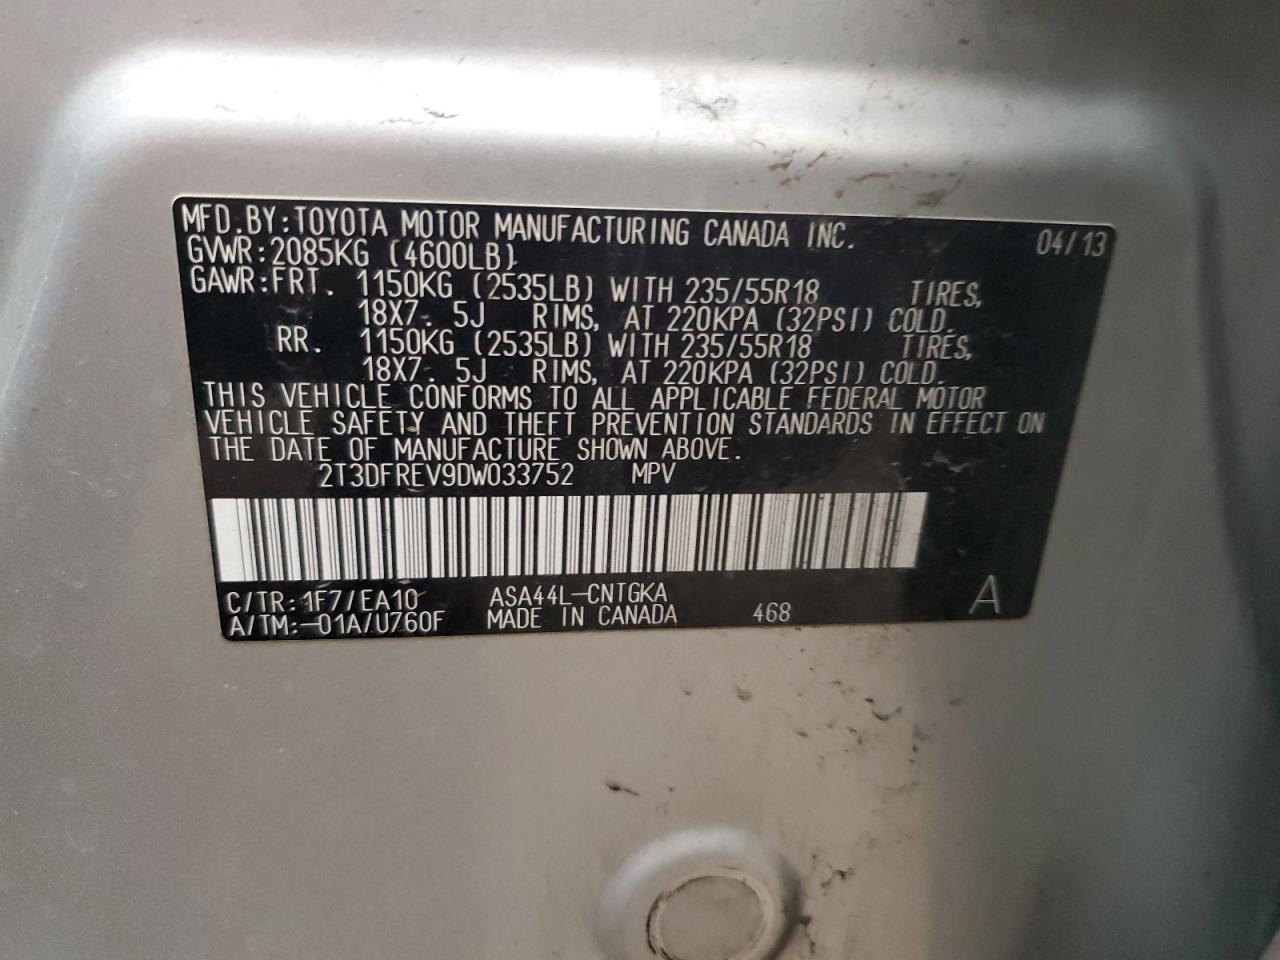 MFD.BY:TOYOTA MOTOR MANUFACTURING CANADA INC. 04/13
GVWR:2085KG (4600LB)
GAWR:FRT. 1150KG (2535LB) WITH 235/55R18 TIRES,
18X7.5J RIMS, AT 220KPA (32PSI) COLD.
RR. 1150KG (2535LB) WITH 235/55R18 TIRES,
18X7.5J RIMS, AT 220KPA (32PSI) COLD.
THIS VEHICLE CONFORMS TO ALL APPLICABLE FEDERAL MOTOR
VEHICLE SAFETY AND THEFT PREVENTION STANDARDS IN EFFECT ON
THE DATE OF MANUFACTURE SHOWN ABOVE.
2T3DFREV9DW033752 MPV
C/TR:1F7/EA10 ASA44L-CNTGKA
A/TM:-01A/U760F MADE IN CANADA 468 A